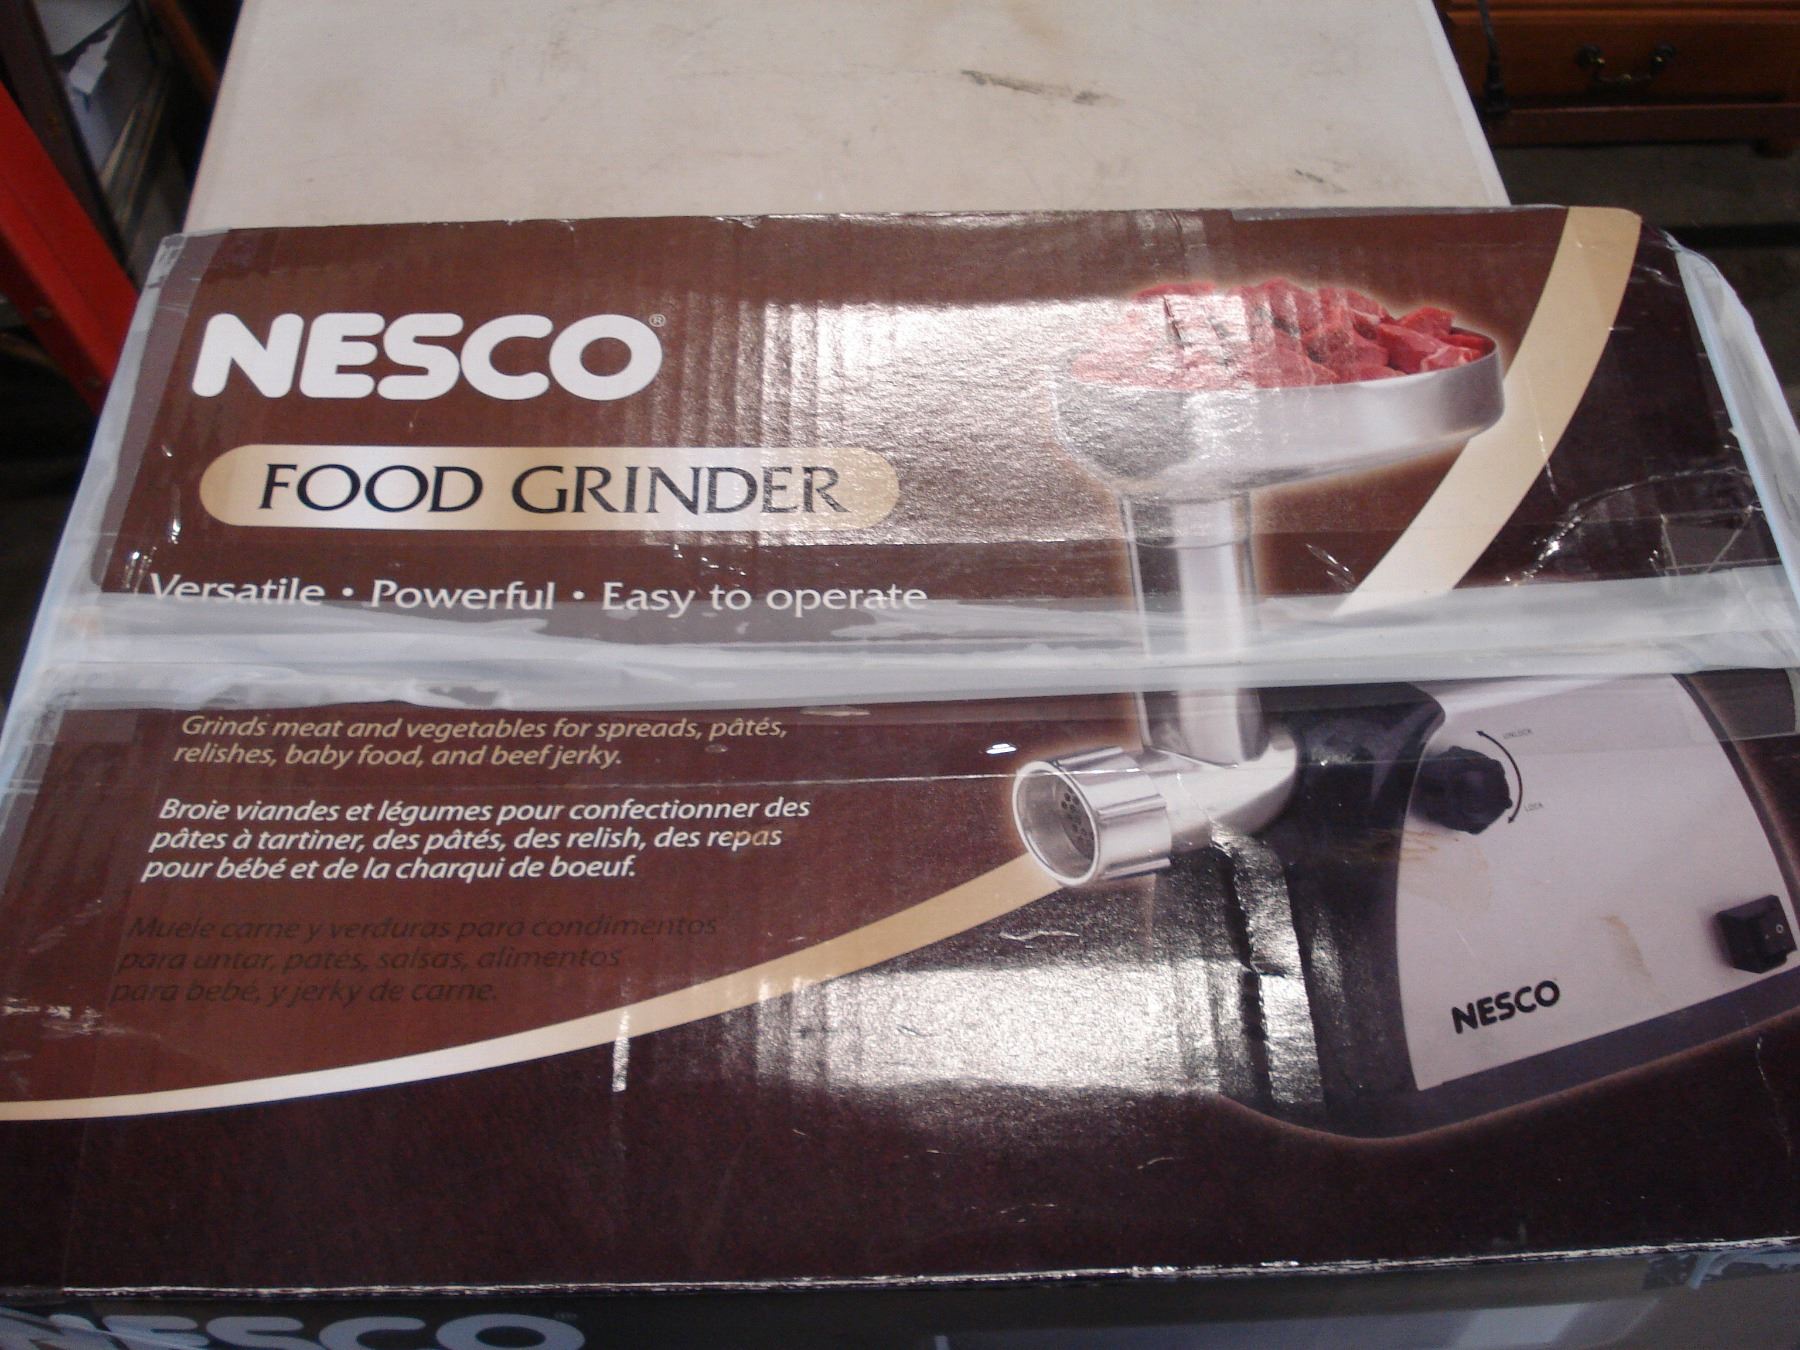 NESCO®
FOOD GRINDER
Versatile • Powerful • Easy to operate
Grinds meat and vegetables for spreads, pâtés,
relishes, baby food, and beef jerky.
Broie viandes et légumes pour confectionner des
pâtes à tartiner, des pâtés, des relish, des repas
pour bébé et de la charqui de boeuf.
Muele carne y verduras para condimentos
para untar, patés, salsas, alimentos
para bebé, y jerky de carne.
UNLOCK
LOCK
NESCO
NESCO